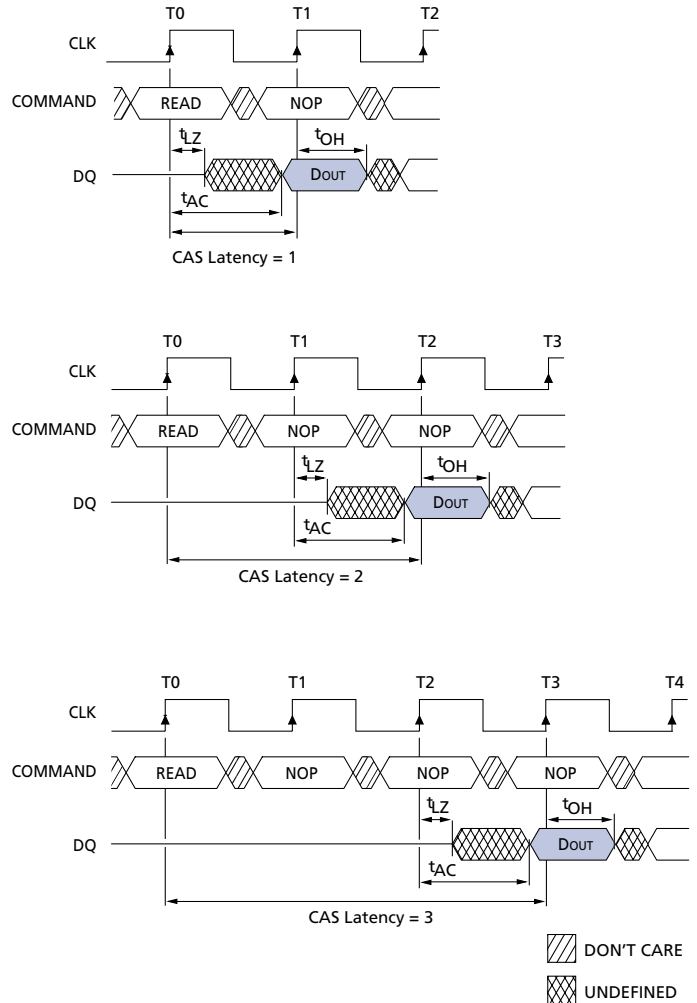 T0 T1 T2
CLK
COMMAND READ NOP
tLZ tOH
DQ DOUT
tAC
CAS Latency = 1
T0 T1 T2 T3
CLK
COMMAND READ NOP NOP
tLZ tOH
DQ DOUT
tAC
CAS Latency = 2
T0 T1 T2 T3 T4
CLK
COMMAND READ NOP NOP NOP
tLZ tOH
DQ DOUT
tAC
CAS Latency = 3
DON'T CARE
UNDEFINED